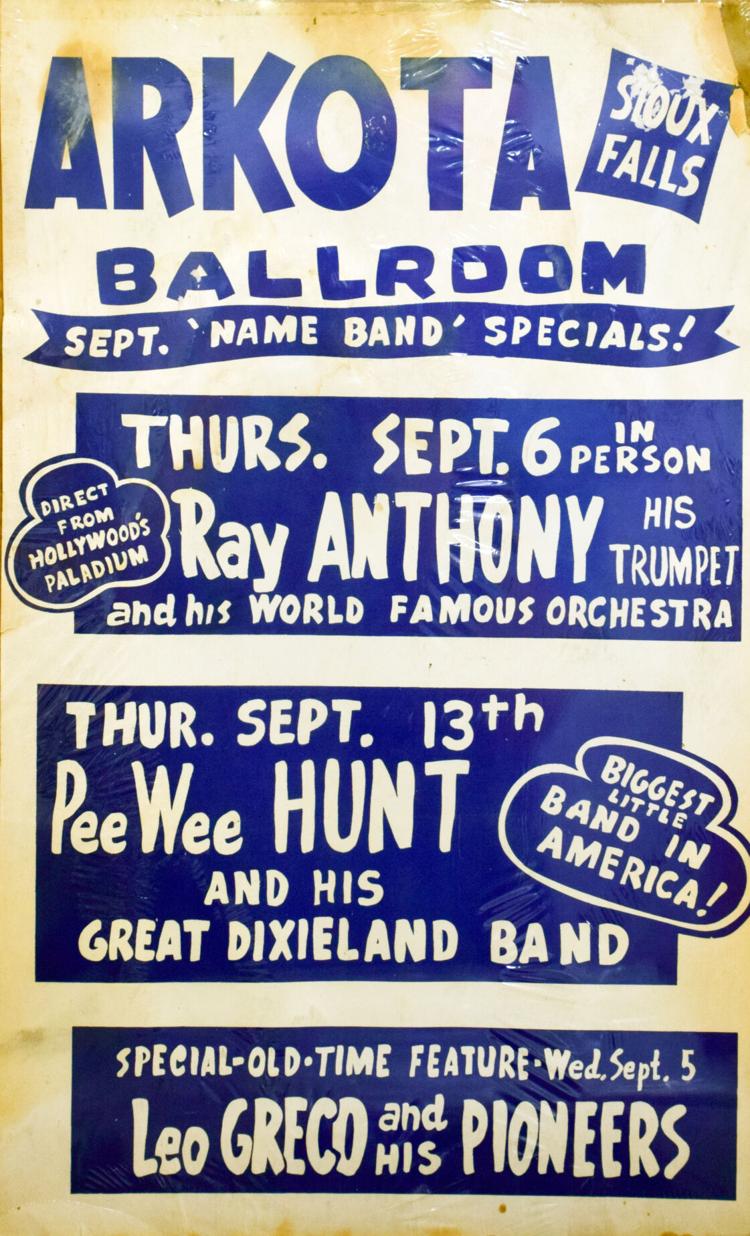 ARKOTA
SIOUX
FALLS
BALLROOM
SEPT. 'NAME BAND' SPECIALS!
THURS. SEPT. 6 IN PERSON
DIRECT
FROM
HOLLYWOOD'S
PALADIUM
Ray ANTHONY HIS TRUMPET
and his WORLD FAMOUS ORCHESTRA
THUR. SEPT. 13th
Pee Wee HUNT
BIGGEST
LITTLE
BAND IN
AMERICA!
AND HIS
GREAT DIXIELAND BAND
SPECIAL-OLD-TIME FEATURE-Wed. Sept. 5
Leo GRECO and HIS PIONEERS